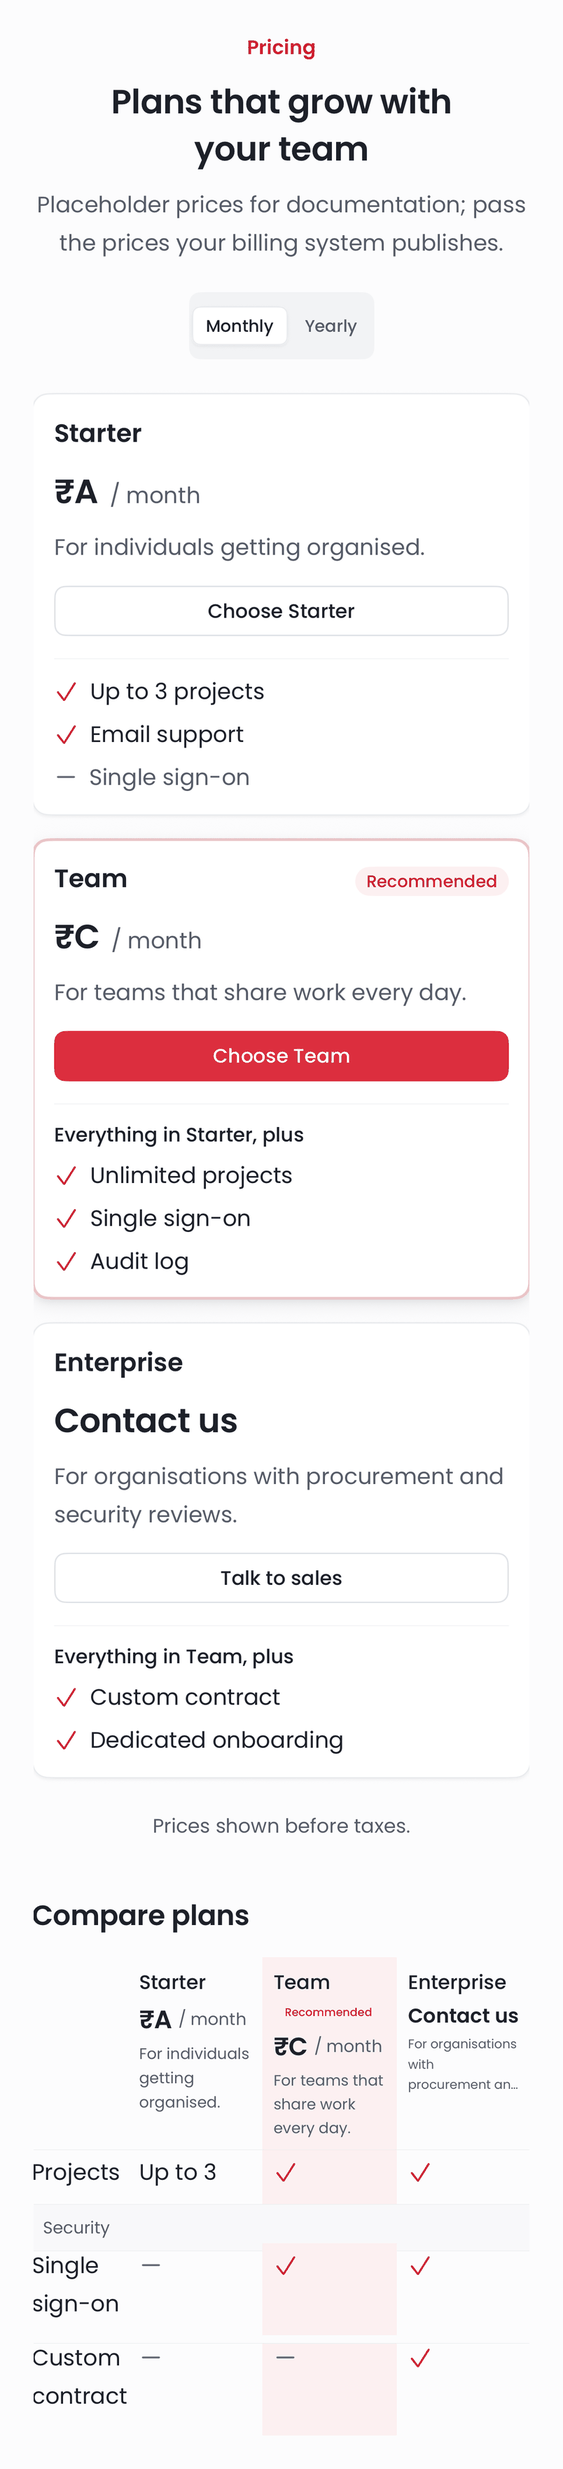 Pricing
Plans that grow with
your team
Placeholder prices for documentation; pass
the prices your billing system publishes.
Monthly Yearly
Starter
₹A / month
For individuals getting organised.
Choose Starter
Up to 3 projects
Email support
Single sign-on
Team Recommended
₹C / month
For teams that share work every day.
Choose Team
Everything in Starter, plus
Unlimited projects
Single sign-on
Audit log
Enterprise
Contact us
For organisations with procurement and
security reviews.
Talk to sales
Everything in Team, plus
Custom contract
Dedicated onboarding
Prices shown before taxes.
Compare plans
Starter
₹A / month
For individuals
getting
organised.
Team
Recommended
₹C / month
For teams that
share work
every day.
Enterprise
Contact us
For organisations
with
procurement an...
Projects Up to 3
Security
Single
sign-on
Custom
contract